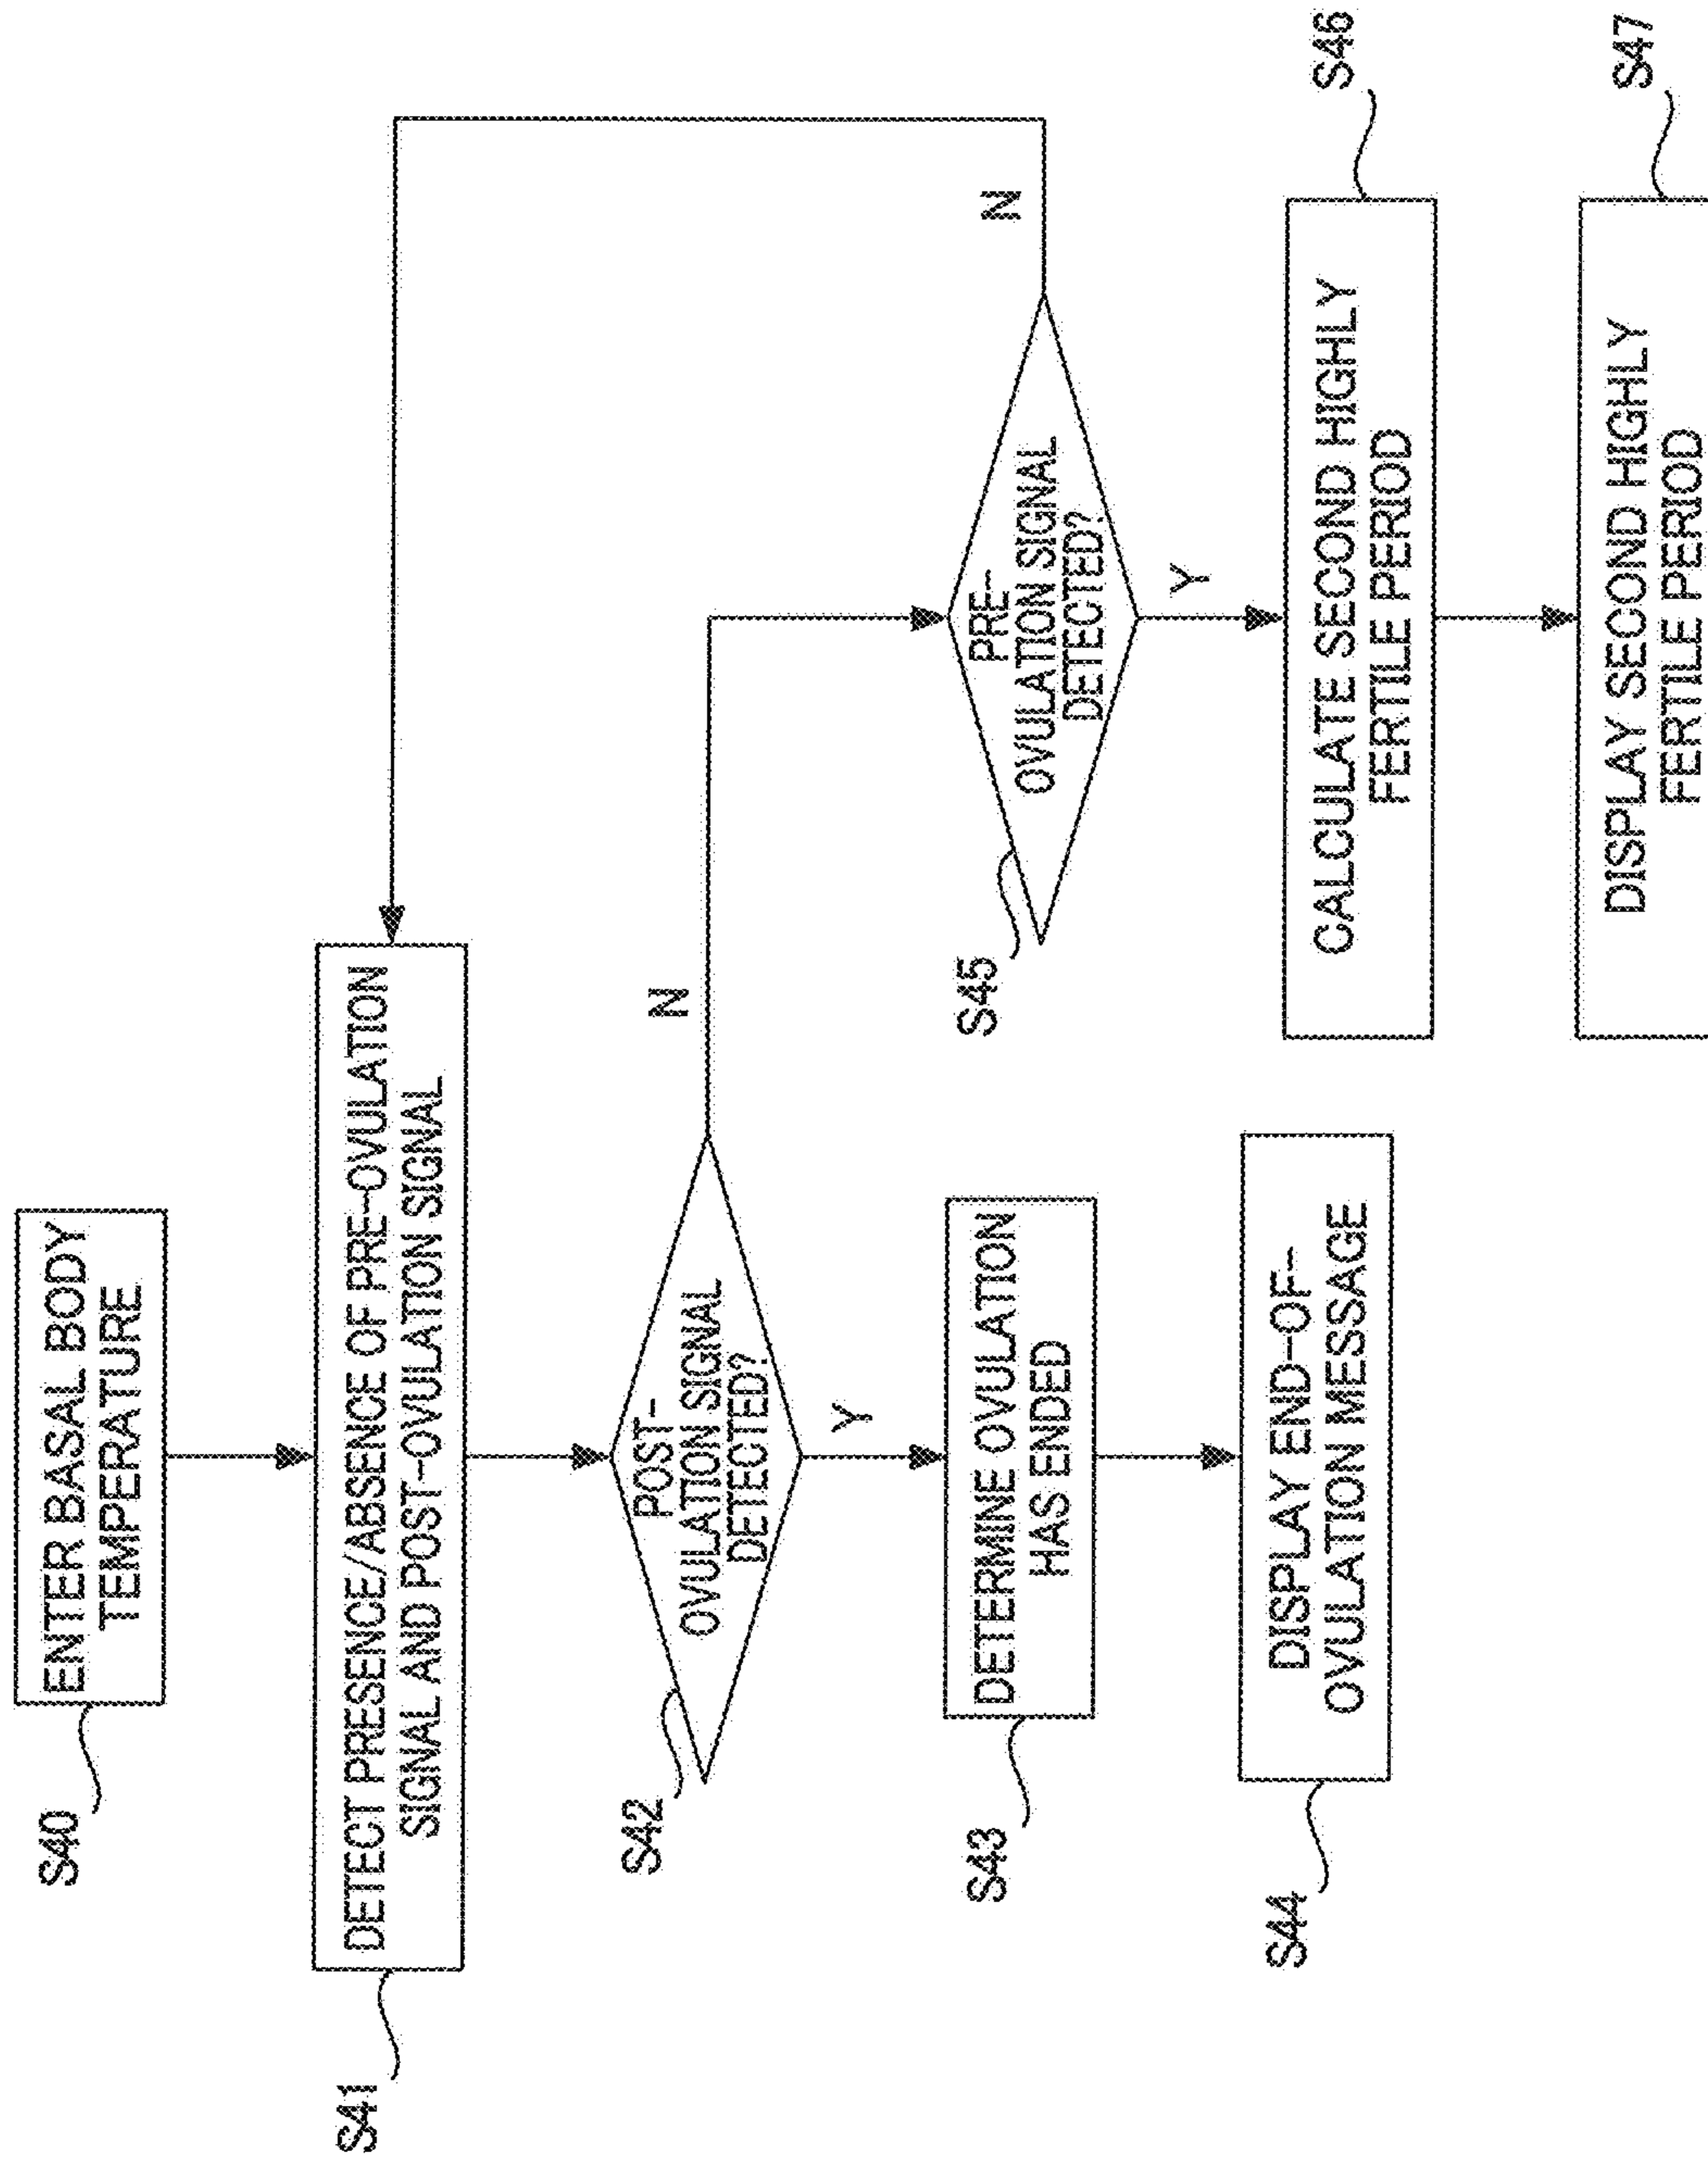 S40
ENTER BASAL BODY
TEMPERATURE
S41
DETECT PRESENCE/ABSENCE OF PRE-OVULATION
SIGNAL AND POST-OVULATION SIGNAL
S42
POST-
OVULATION SIGNAL
DETECTED?
N
Y
S43
DETERMINE OVULATION
HAS ENDED
S44
DISPLAY END-OF-
OVULATION MESSAGE
S45
PRE-
OVULATION SIGNAL
DETECTED?
N
Y
S46
CALCULATE SECOND HIGHLY
FERTILE PERIOD
S47
DISPLAY SECOND HIGHLY
FERTILE PERIOD